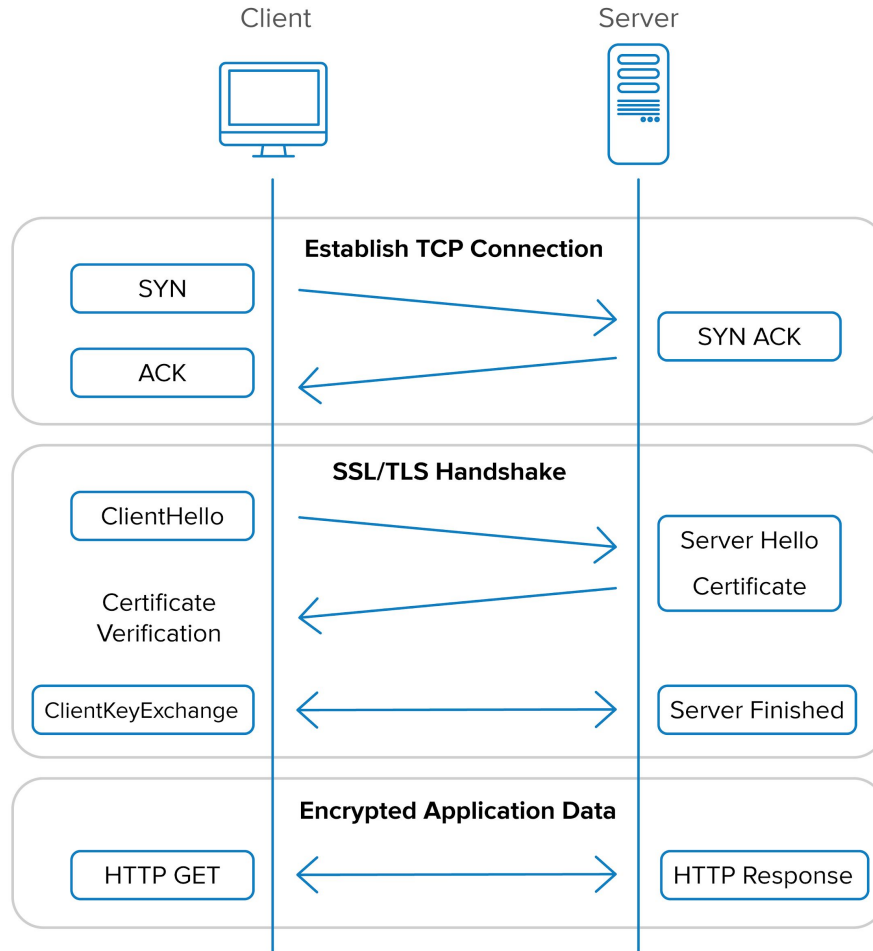 Client
Server
Establish TCP Connection
SYN
SYN ACK
ACK
SSL/TLS Handshake
ClientHello
Server Hello
Certificate
Certificate
Verification
ClientKeyExchange
Server Finished
Encrypted Application Data
HTTP GET
HTTP Response